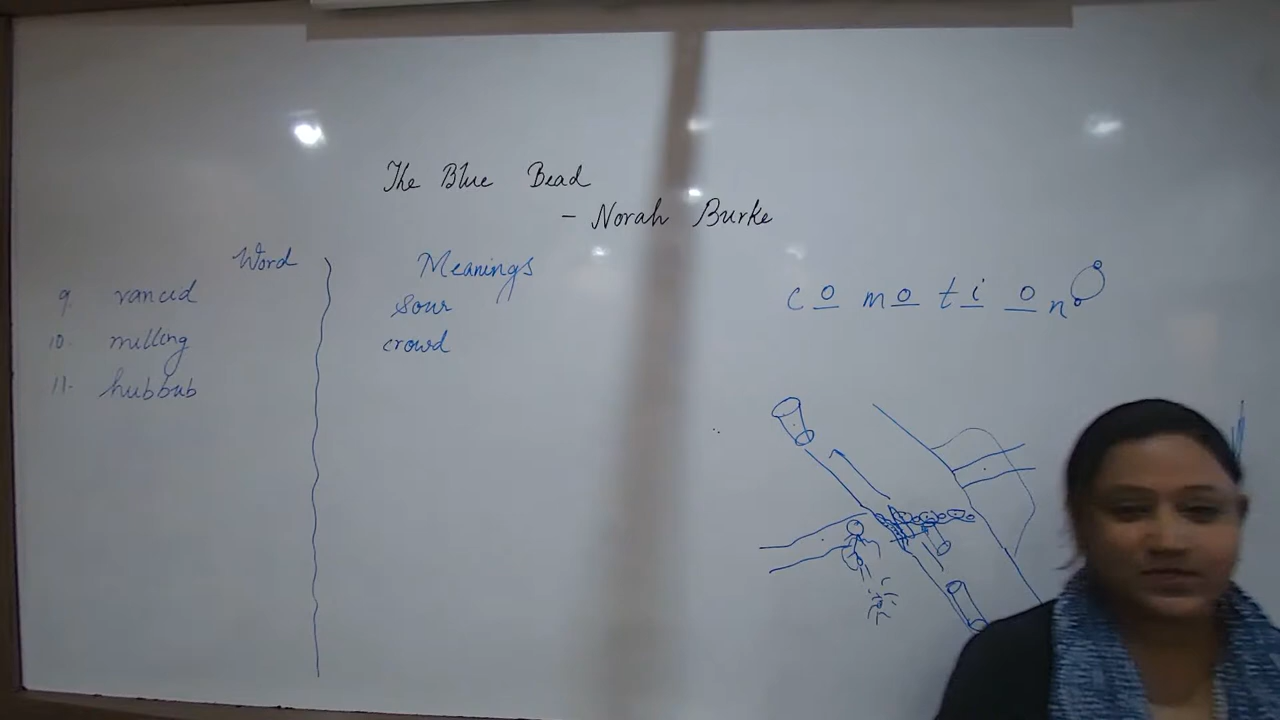 The Blue Bead
- Norah Burke
Word Meanings
9. rancid sour
10. milling crowd
11. hubbub
c o m o t i o n